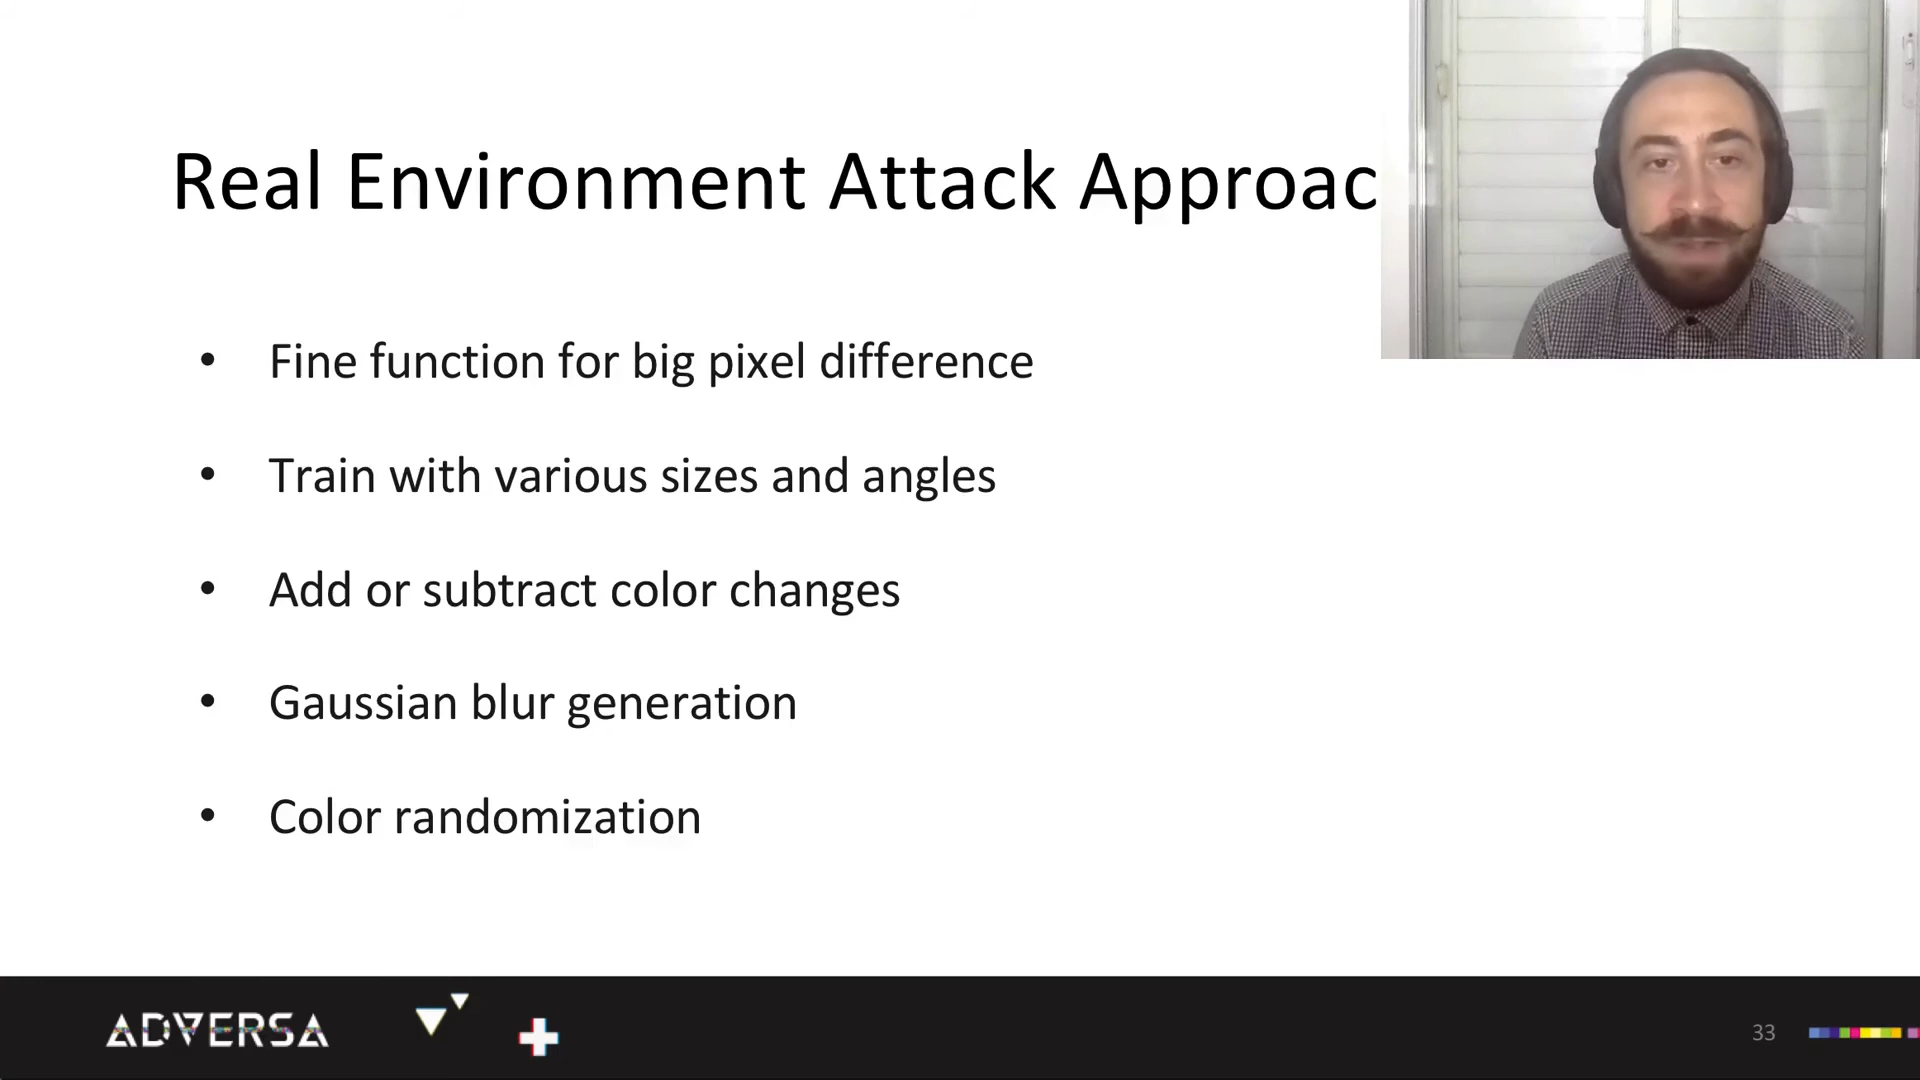 Real Environment Attack Approac
• Fine function for big pixel difference
• Train with various sizes and angles
• Add or subtract color changes
• Gaussian blur generation
• Color randomization
ADVERSA
33